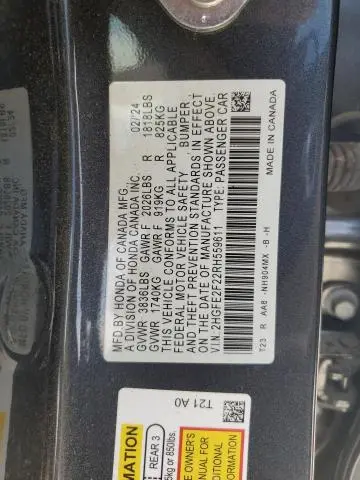 MFD. BY HONDA OF CANADA MFG. 02/24
A DIVISION OF HONDA CANADA INC.
GVWR 3836LBS GAWR F 2026LBS R 1818LBS
GVWR 1740KG GAWR F 919KG R 825KG
THIS VEHICLE CONFORMS TO ALL APPLICABLE
FEDERAL MOTOR VEHICLE SAFETY BUMPER,
AND THEFT PREVENTION STANDARDS IN EFFECT
ON THE DATE OF MANUFACTURE SHOWN ABOVE.
V.I.N.:2HGFE2F22RH559611 TYPE: PASSENGER CAR
T23 R AA8 -NH904MX -B -H
MADE IN CANADA
T21 A0
MATION
REAR 3
5kg or 850lbs.
E OWNER'S
NUAL FOR
DITIONAL
FORMATION